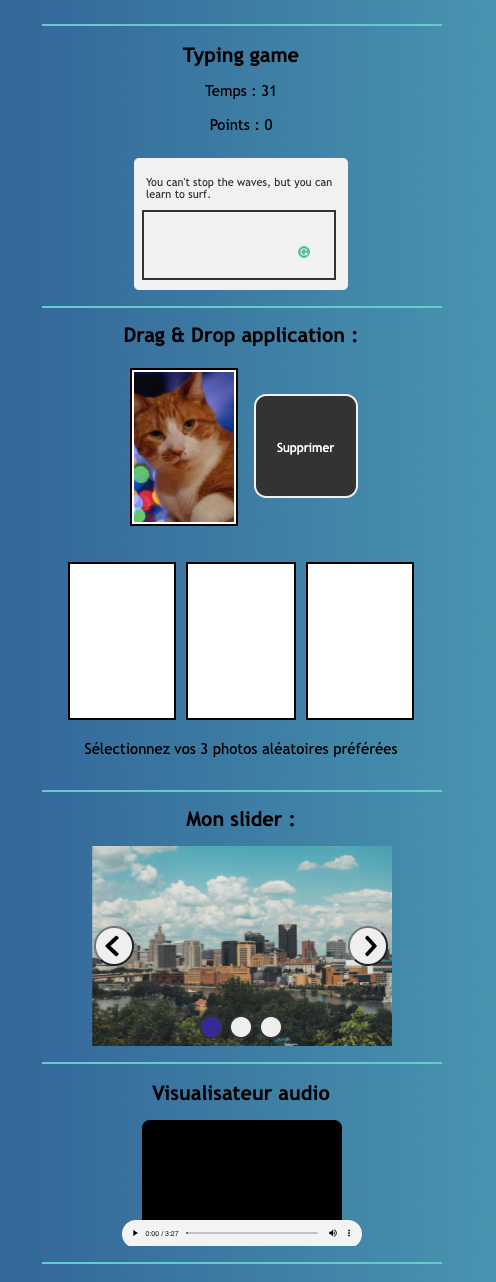 Typing game
Temps : 31
Points : 0
You can't stop the waves, but you can
learn to surf.
Drag & Drop application :
Supprimer
Sélectionnez vos 3 photos aléatoires préférées
Mon slider :
Visualisateur audio
0:00 / 3:27